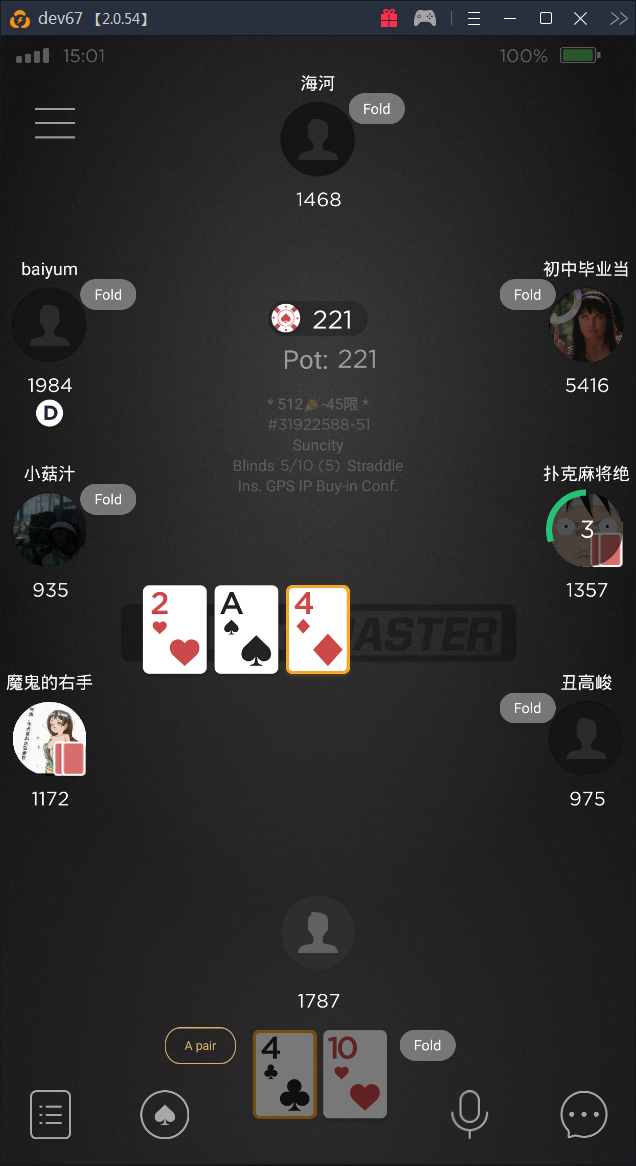 dev67 【2.0.54】
15:01
100%
海河
Fold
1468
baiyum
Fold
1984
D
初中毕业当
Fold
5416
221
Pot: 221
* 512 -45限 *
#31922588-51
Suncity
Blinds 5/10 (5) Straddle
Ins. GPS IP Buy-in Conf.
小菇汁
Fold
935
扑克麻将绝
3
1357
2
A
4
ASTER
魔鬼的右手
1172
丑高峻
Fold
975
1787
A pair
4
10
Fold